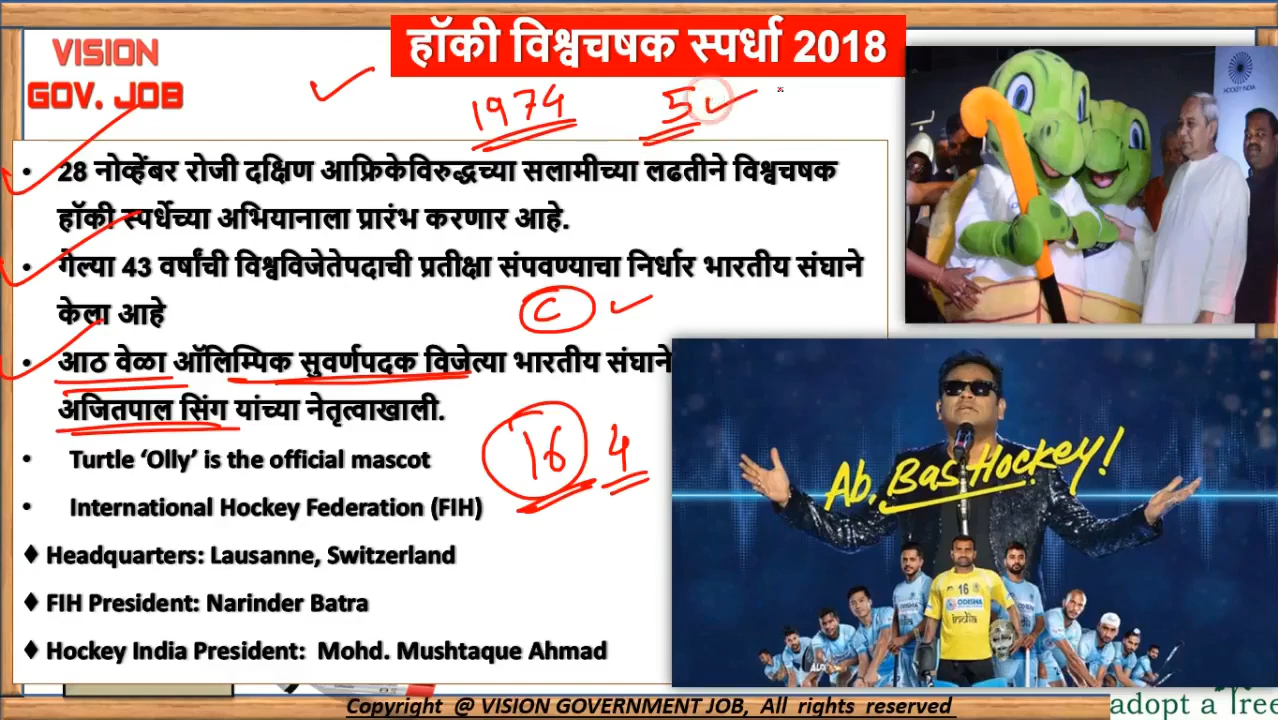 हॉकी विश्वचषक स्पर्धा 2018
VISION
GOV. JOB
1974 5
HOCKEY INDIA
• 28 नोव्हेंबर रोजी दक्षिण आफ्रिकेविरुद्धच्या सलामीच्या लढतीने विश्वचषक
हॉकी स्पर्धेच्या अभियानाला प्रारंभ करणार आहे.
• गेल्या 43 वर्षांची विश्वविजेतेपदाची प्रतीक्षा संपवण्याचा निर्धार भारतीय संघाने
केला आहे
C
• आठ वेळा ऑलिम्पिक सुवर्णपदक विजेत्या भारतीय संघाने
अजितपाल सिंग यांच्या नेतृत्वाखाली.
16 4
• Turtle ‘Olly’ is the official mascot
• International Hockey Federation (FIH)
♦ Headquarters: Lausanne, Switzerland
♦ FIH President: Narinder Batra
♦ Hockey India President: Mohd. Mushtaque Ahmad
Ab, Bas Hockey!
16
ODISHA
ODISHA
india
Copyright @ VISION GOVERNMENT JOB, All rights reserved
adopt a Tree